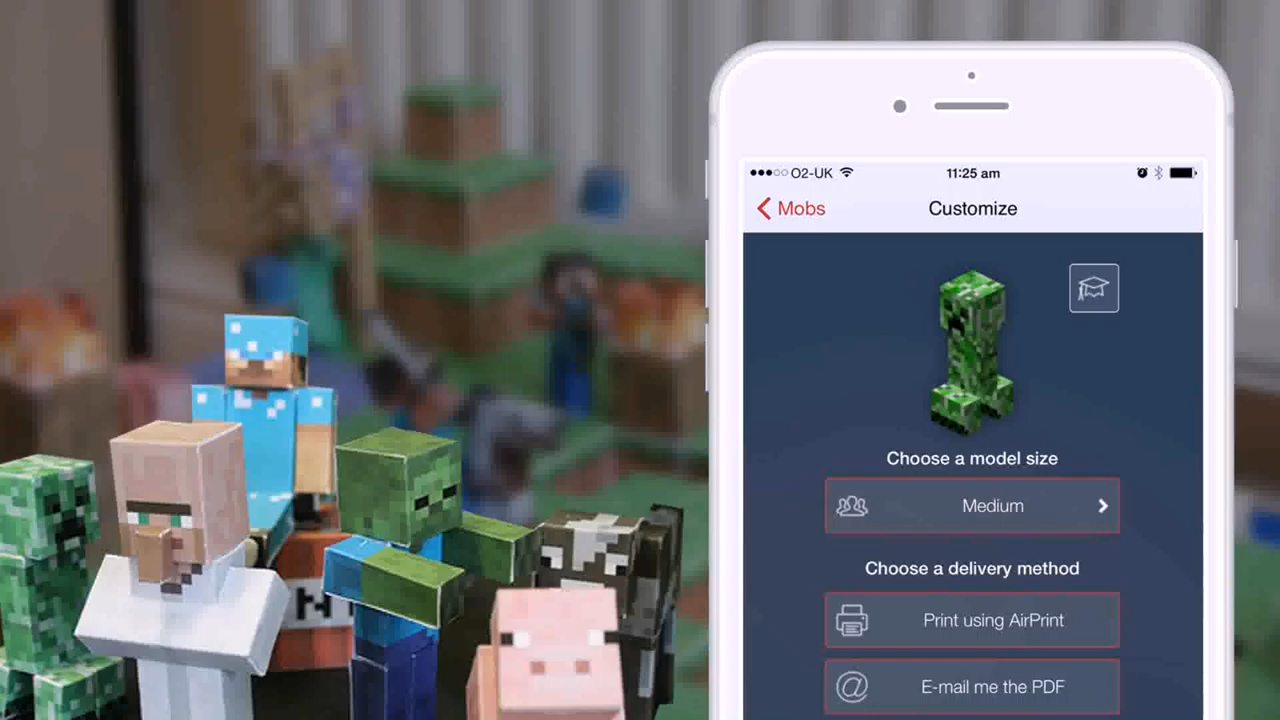 O2-UK
11:25 am
Mobs
Customize
Choose a model size
Medium
Choose a delivery method
Print using AirPrint
@ E-mail me the PDF